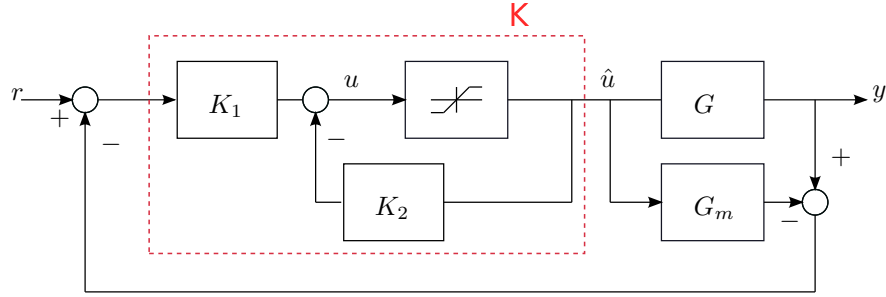 K
r
+
−
K₁
−
u
K₂
û
G
Gₘ
y
+
−